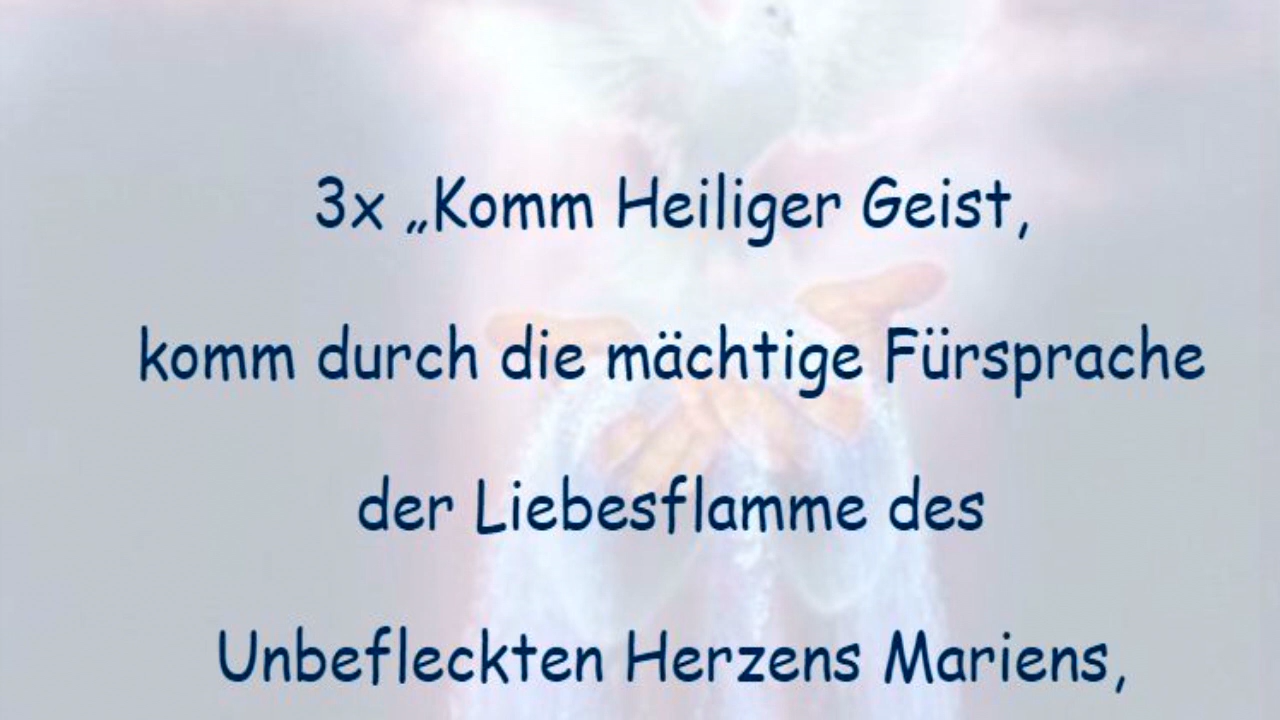 3x „Komm Heiliger Geist,
komm durch die mächtige Fürsprache
der Liebesflamme des
Unbefleckten Herzens Mariens,